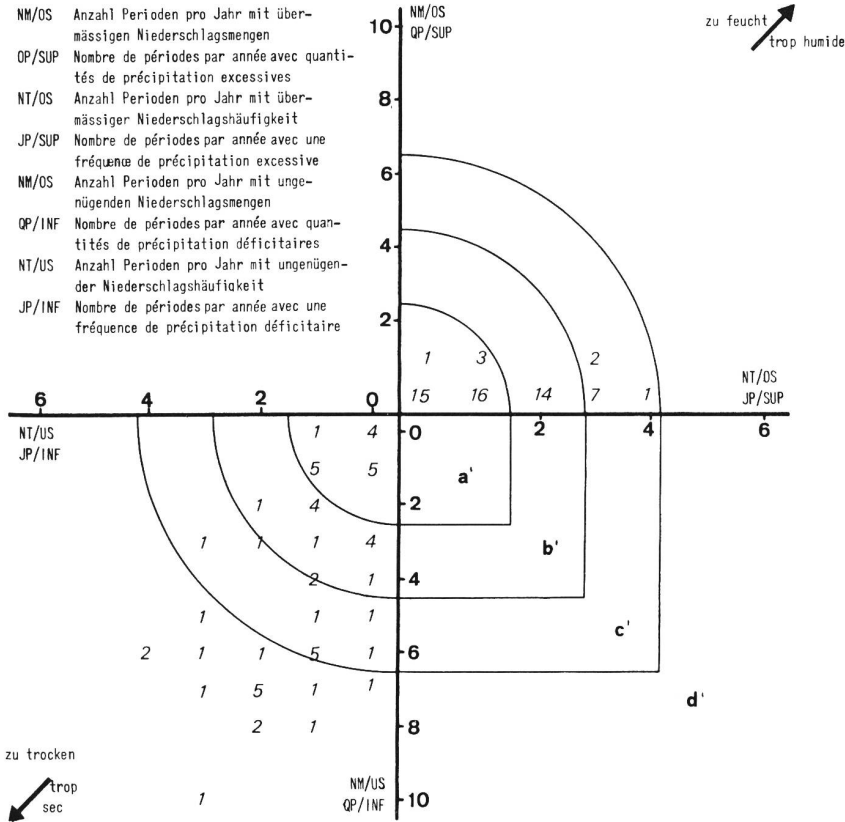 NM/OS Anzahl Perioden pro Jahr mit über-
mässigen Niederschlagsmengen
OP/SUP Nombre de périodes par année avec quanti-
tés de précipitation excessives
NT/OS Anzahl Perioden pro Jahr mit über-
mässiger Niederschlagshäufigkeit
JP/SUP Nombre de périodes par année avec une
fréquence de précipitation excessive
NM/OS Anzahl Perioden pro Jahr mit unge-
nügenden Niederschlagsmengen
QP/INF Nombre de périodes par année avec quan-
tités de précipitation déficitaires
NT/US Anzahl Perioden pro Jahr mit ungenügen-
der Niederschlagshäufigkeit
JP/INF Nombre de périodes par année avec une
fréquence de précipitation déficitaire
NM/OS
QP/SUP
10
8
6
4
2
zu feucht
trop humide
1 3 2
15 16 14 7 1
NT/OS
JP/SUP
6 4 2 0
2 4 6
NT/US
JP/INF
1 4 0
5 5 a'
1 4 2
1 1 1 4 b'
2 1 4
1 1 1 c'
2 1 1 5 1 6
1 5 1 1 d'
2 1 8
zu trocken
trop
sec
NM/US
QP/INF
1 10